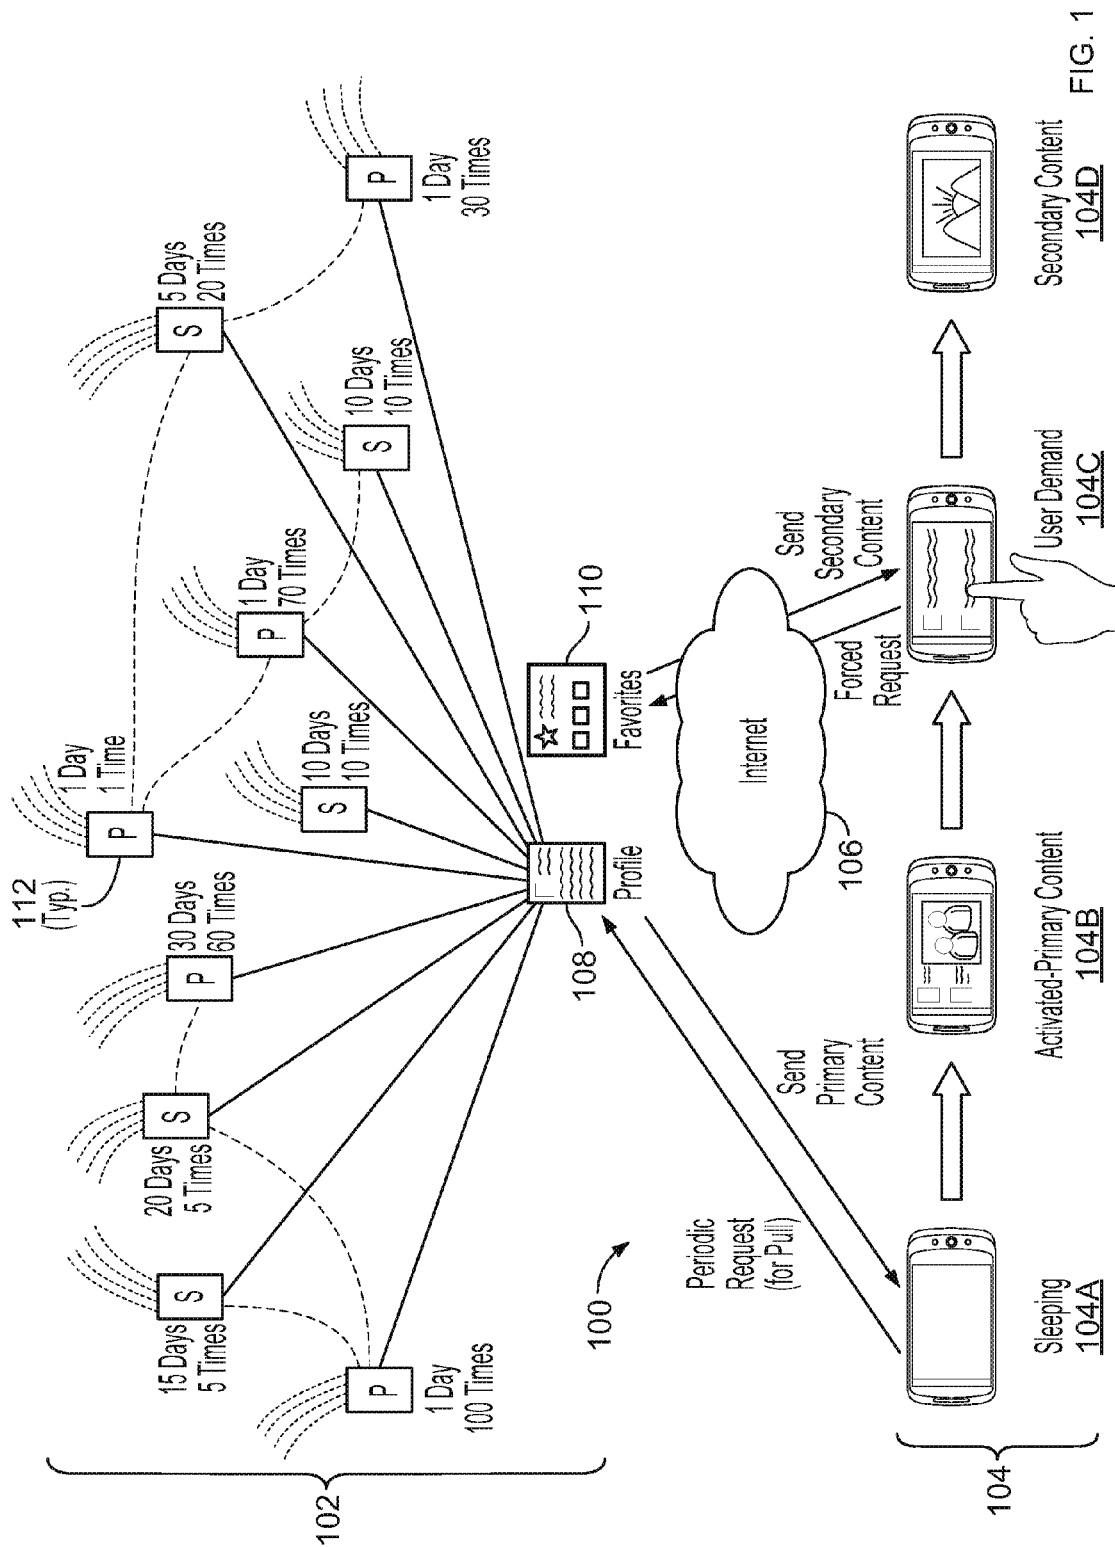 102
15 Days
5 Times
S
20 Days
5 Times
S
P
30 Days
60 Times
112
(Typ.)
P
1 Day
1 Time
S
5 Days
20 Times
P
1 Day
100 Times
S
10 Days
10 Times
P
1 Day
70 Times
S
10 Days
10 Times
P
1 Day
30 Times
108
Profile
110
Favorites
100
Periodic
Request
(for Pull)
Send
Primary
Content
106
Internet
Forced
Request
Send
Secondary
Content
104
Sleeping
104A
Activated-Primary Content
104B
User Demand
104C
Secondary Content
104D
FIG. 1